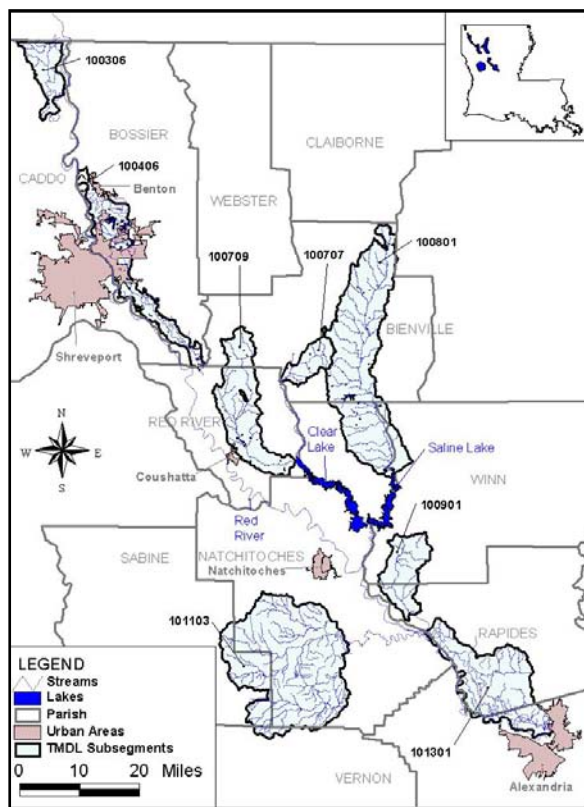 100306
BOSSIER
CLAIBORNE
CADDO
100406
Benton
WEBSTER
100709
100707
100801
BIENVILLE
Shreveport
RED RIVER
N
W E
S
Clear
Lake
Saline Lake
Coushatta
WINN
Red
River
100901
SABINE
NATCHITOCHES
Natchitoches
101103
RAPIDES
LEGEND
Streams
Lakes
Parish
Urban Areas
TMDL Subsegments
0 10 20 Miles
101301
Alexandria
VERNON